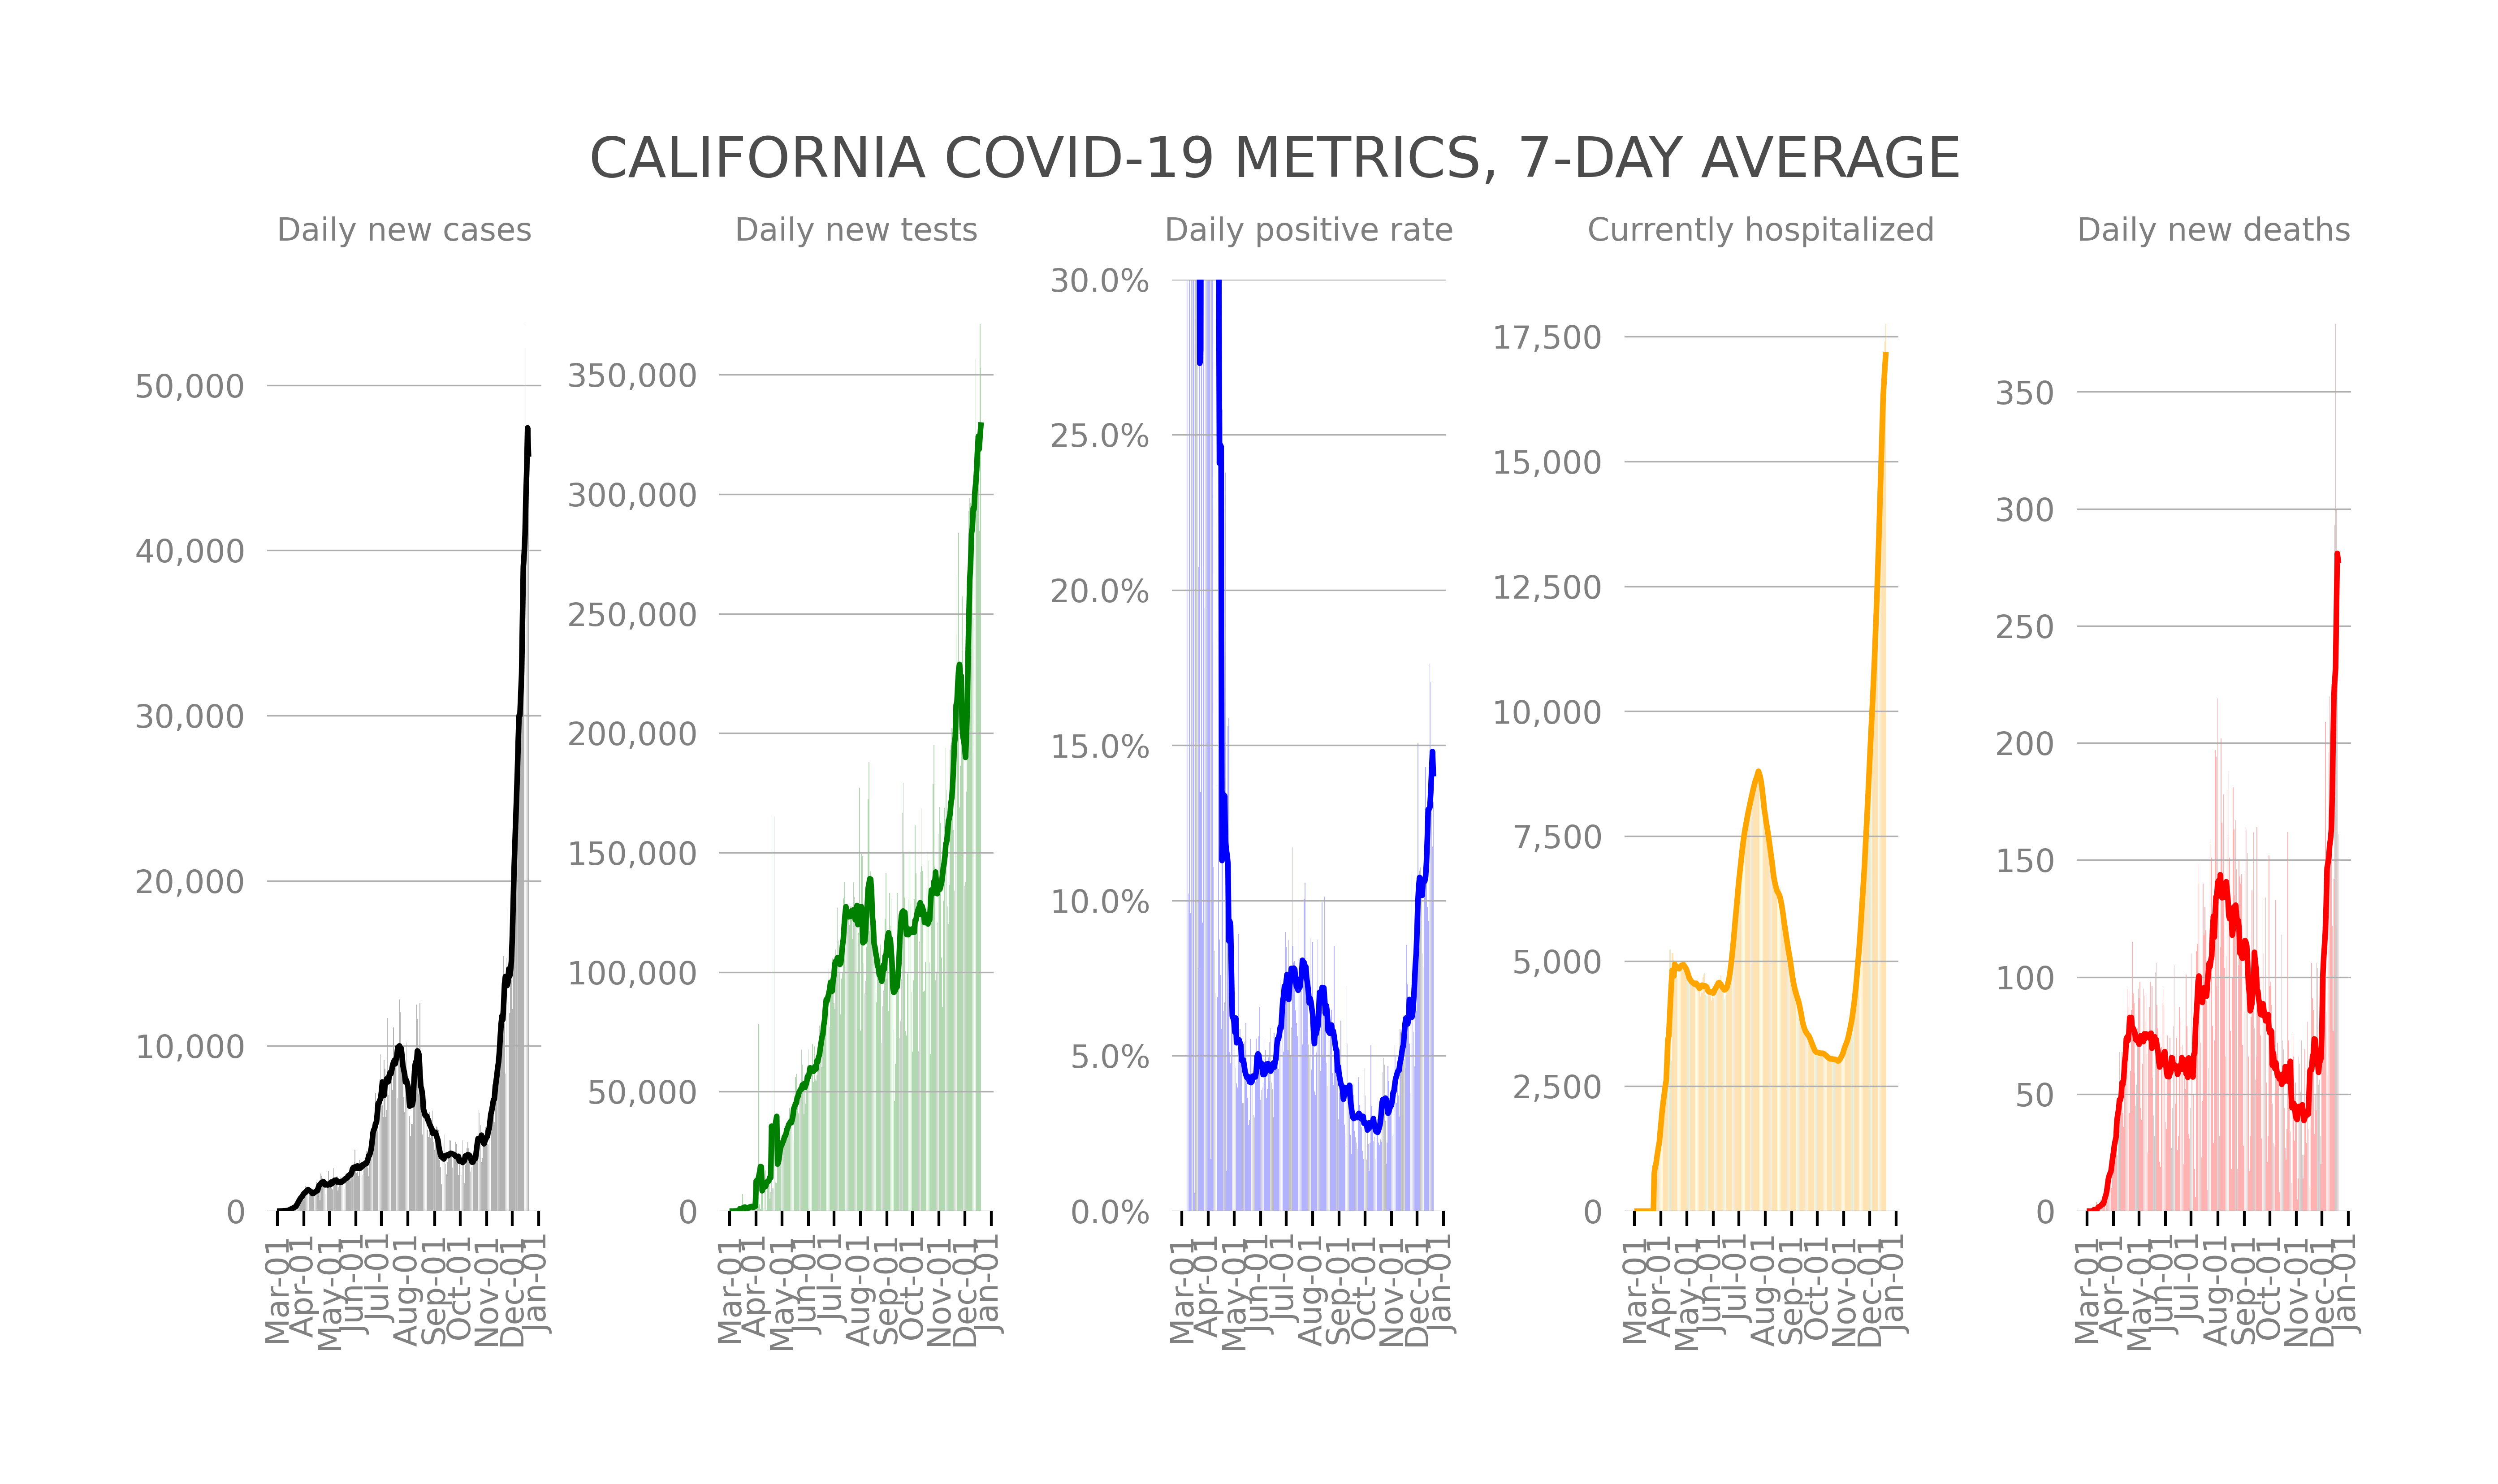 CALIFORNIA COVID-19 METRICS, 7-DAY AVERAGE
Daily new cases
50,000
40,000
30,000
20,000
10,000
0
Mar-01
Apr-01
May-01
Jun-01
Jul-01
Aug-01
Sep-01
Oct-01
Nov-01
Dec-01
Jan-01
Daily new tests
350,000
300,000
250,000
200,000
150,000
100,000
50,000
0
Mar-01
Apr-01
May-01
Jun-01
Jul-01
Aug-01
Sep-01
Oct-01
Nov-01
Dec-01
Jan-01
Daily positive rate
30.0%
25.0%
20.0%
15.0%
10.0%
5.0%
0.0%
Mar-01
Apr-01
May-01
Jun-01
Jul-01
Aug-01
Sep-01
Oct-01
Nov-01
Dec-01
Jan-01
Currently hospitalized
17,500
15,000
12,500
10,000
7,500
5,000
2,500
0
Mar-01
Apr-01
May-01
Jun-01
Jul-01
Aug-01
Sep-01
Oct-01
Nov-01
Dec-01
Jan-01
Daily new deaths
350
300
250
200
150
100
50
0
Mar-01
Apr-01
May-01
Jun-01
Jul-01
Aug-01
Sep-01
Oct-01
Nov-01
Dec-01
Jan-01